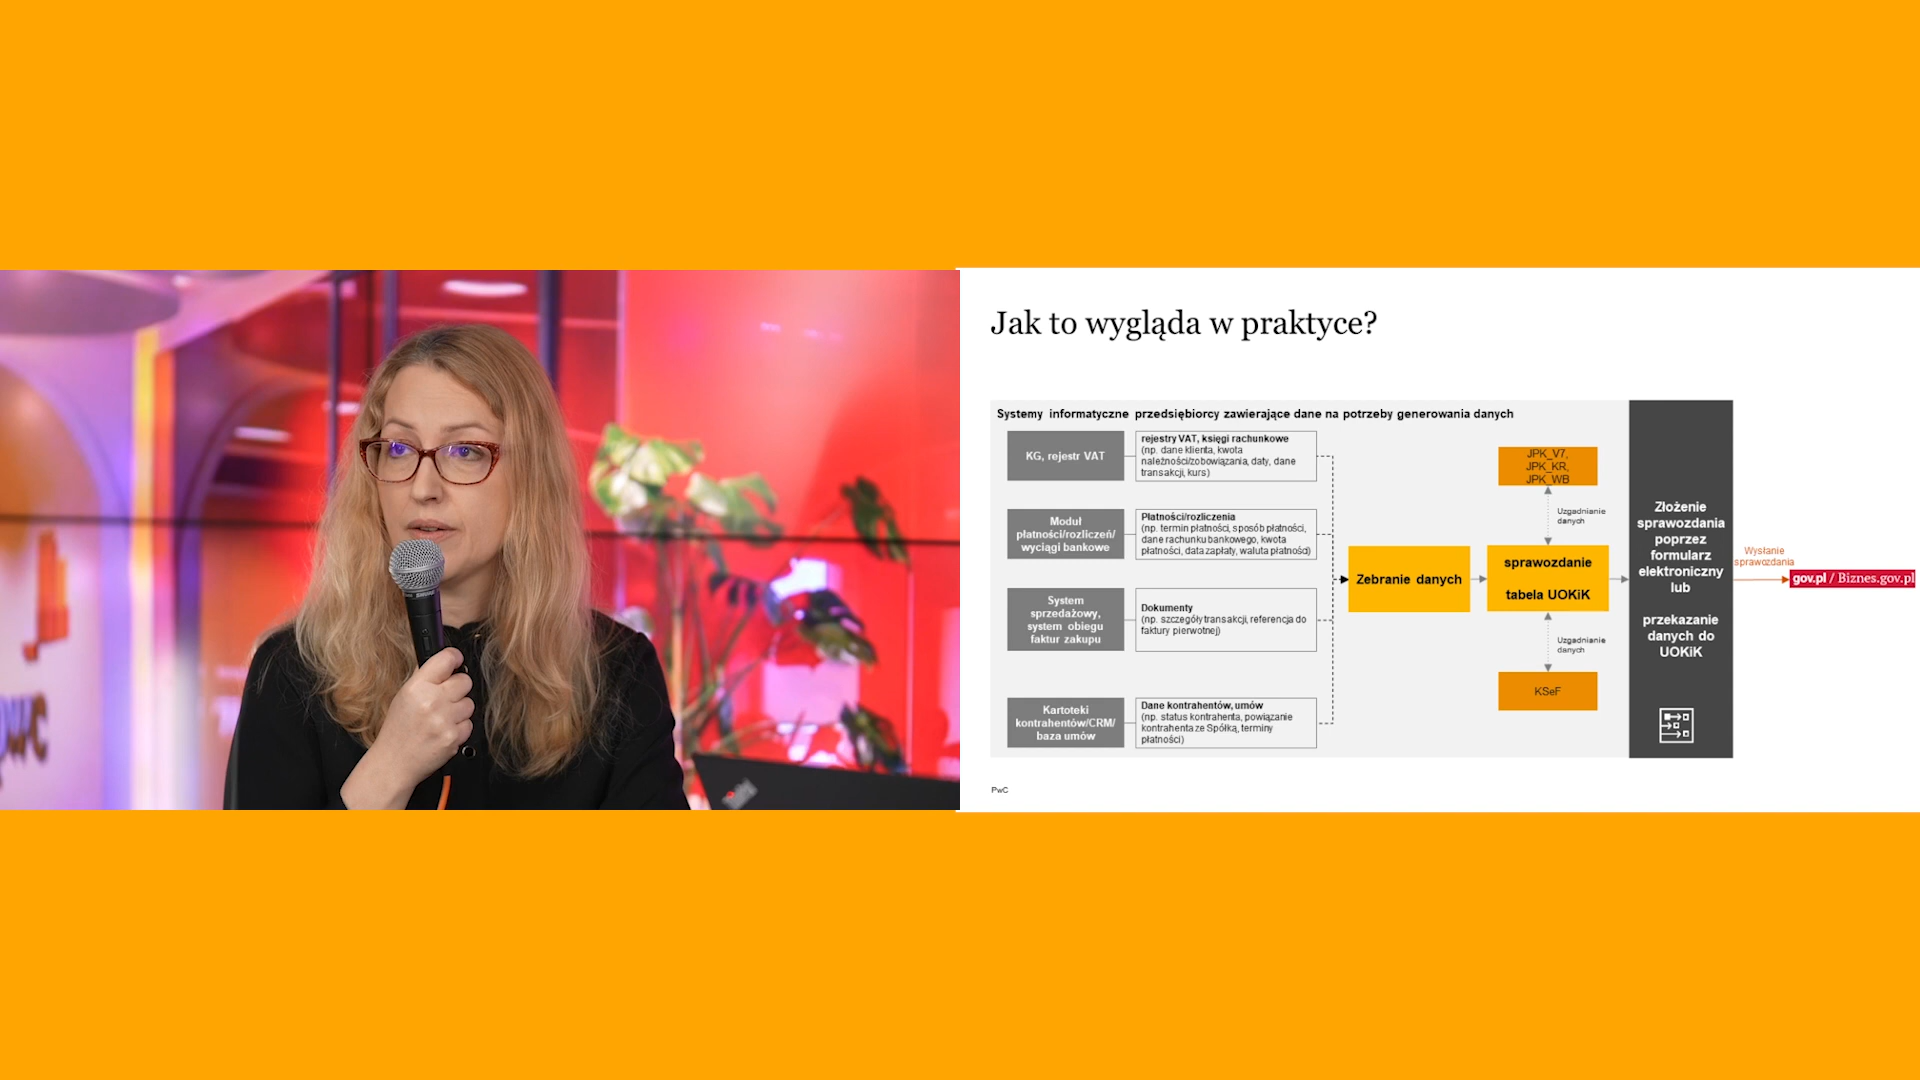 pwc
Jak to wygląda w praktyce?
Systemy informatyczne przedsiębiorcy zawierające dane na potrzeby generowania danych
KG, rejestr VAT
rejestry VAT, księgi rachunkowe
(np. dane klienta, kwota
należności/zobowiązania, daty, dane
transakcji, kurs)
Moduł
płatności/rozliczeń/
wyciągi bankowe
Płatności/rozliczenia
(np. termin płatności, sposób płatności,
dane rachunku bankowego, kwota
płatności, data zapłaty, waluta płatności)
System
sprzedażowy,
system obiegu
faktur zakupu
Dokumenty
(np. szczegóły transakcji, referencja do
faktury pierwotnej)
Kartoteki
kontrahentów/CRM/
baza umów
Dane kontrahentów, umów
(np. status kontrahenta, powiązanie
kontrahenta ze Spółką, terminy
płatności)
Zebranie danych
JPK_V7,
JPK_KR,
JPK_WB
Uzgadnianie
danych
sprawozdanie
tabela UOKiK
Uzgadnianie
danych
KSeF
Złożenie
sprawozdania
poprzez
formularz
elektroniczny
lub
przekazanie
danych do
UOKiK
Wysłanie
sprawozdania
gov.pl / Biznes.gov.pl
PwC